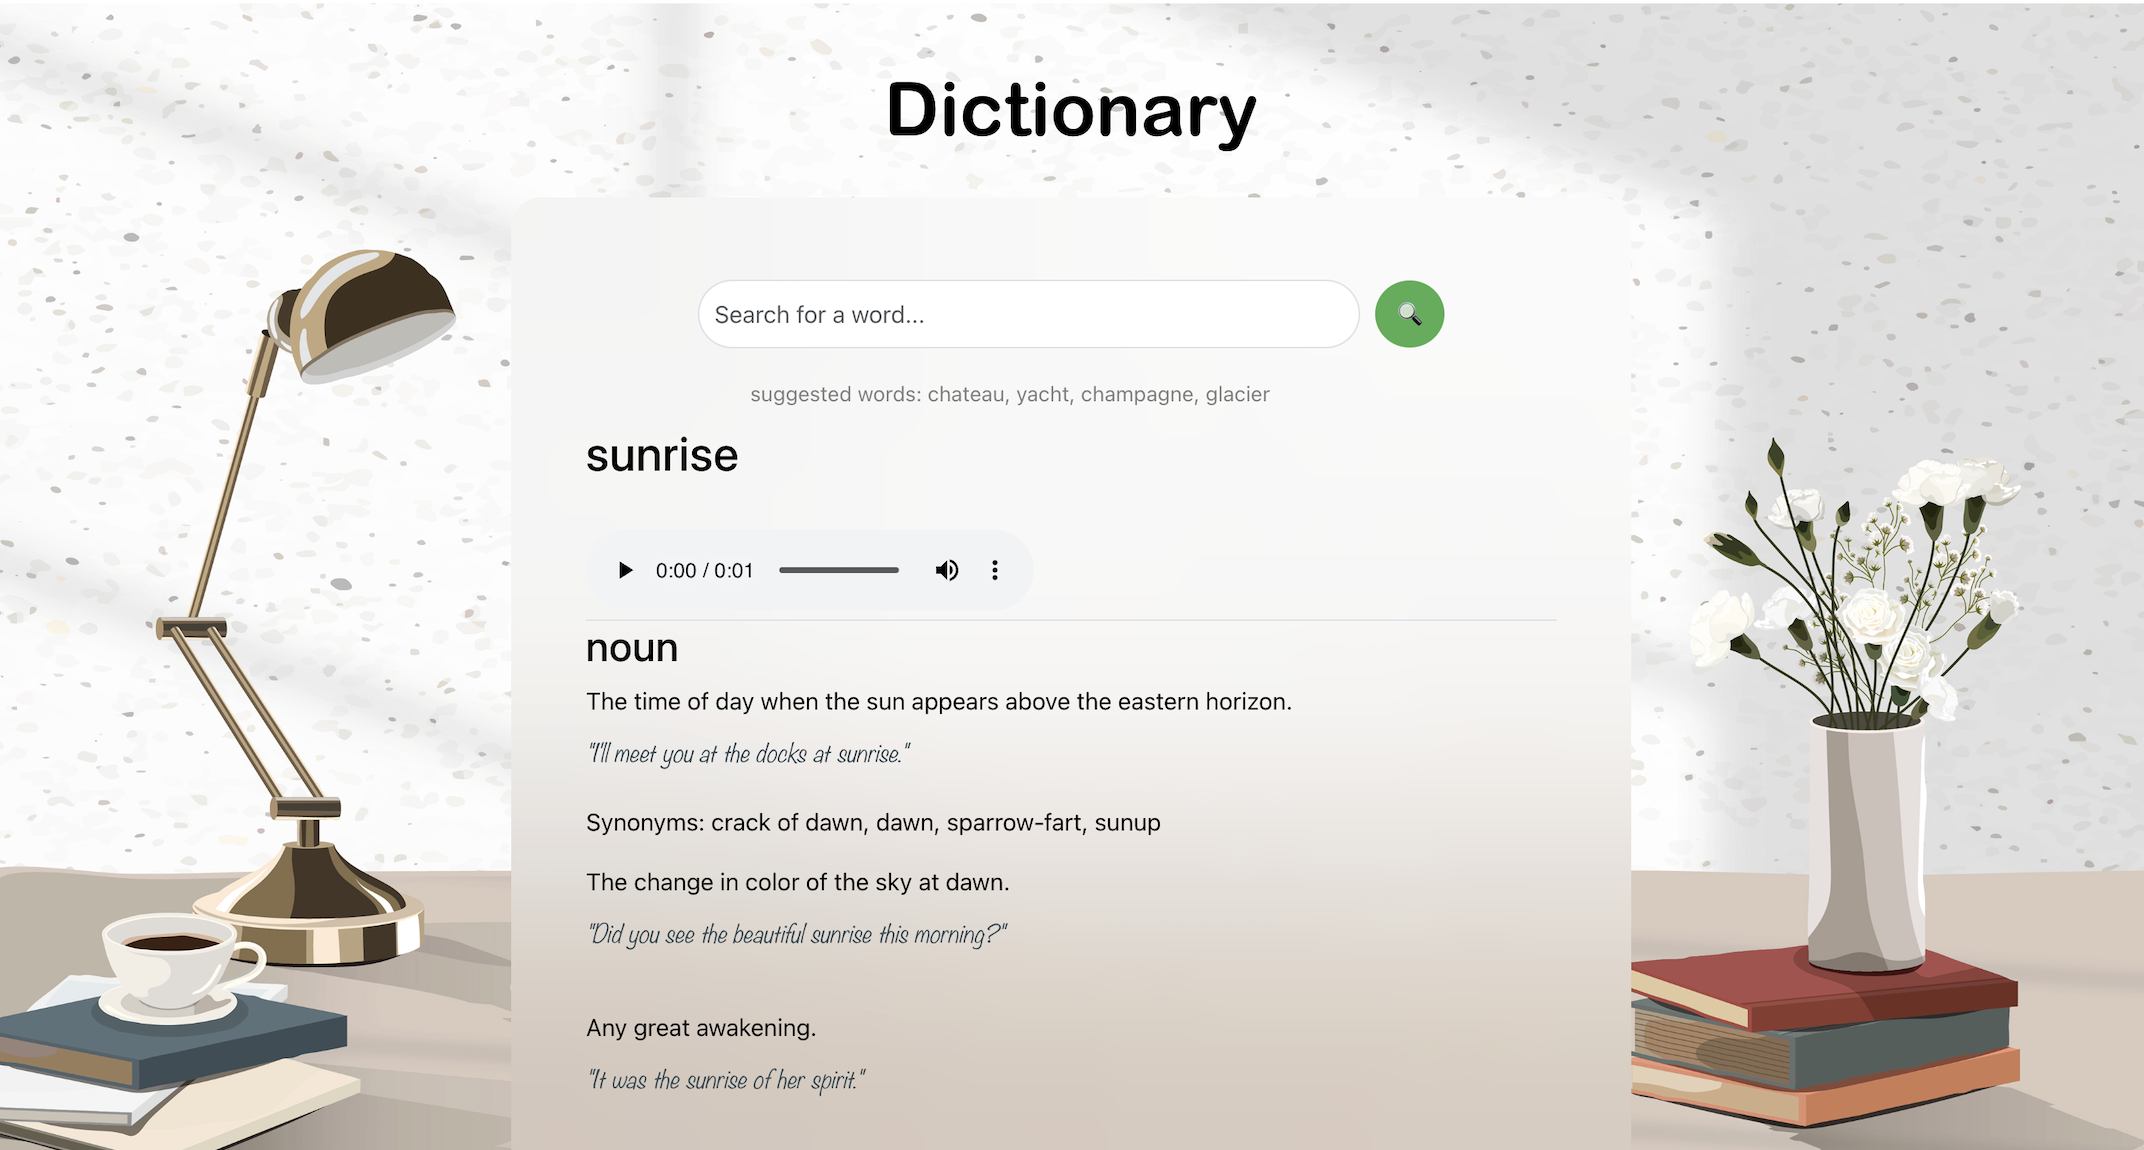 Dictionary
Search for a word...
suggested words: chateau, yacht, champagne, glacier
sunrise
0:00 / 0:01
noun
The time of day when the sun appears above the eastern horizon.
"I'll meet you at the docks at sunrise."
Synonyms: crack of dawn, dawn, sparrow-fart, sunup
The change in color of the sky at dawn.
"Did you see the beautiful sunrise this morning?"
Any great awakening.
"It was the sunrise of her spirit."